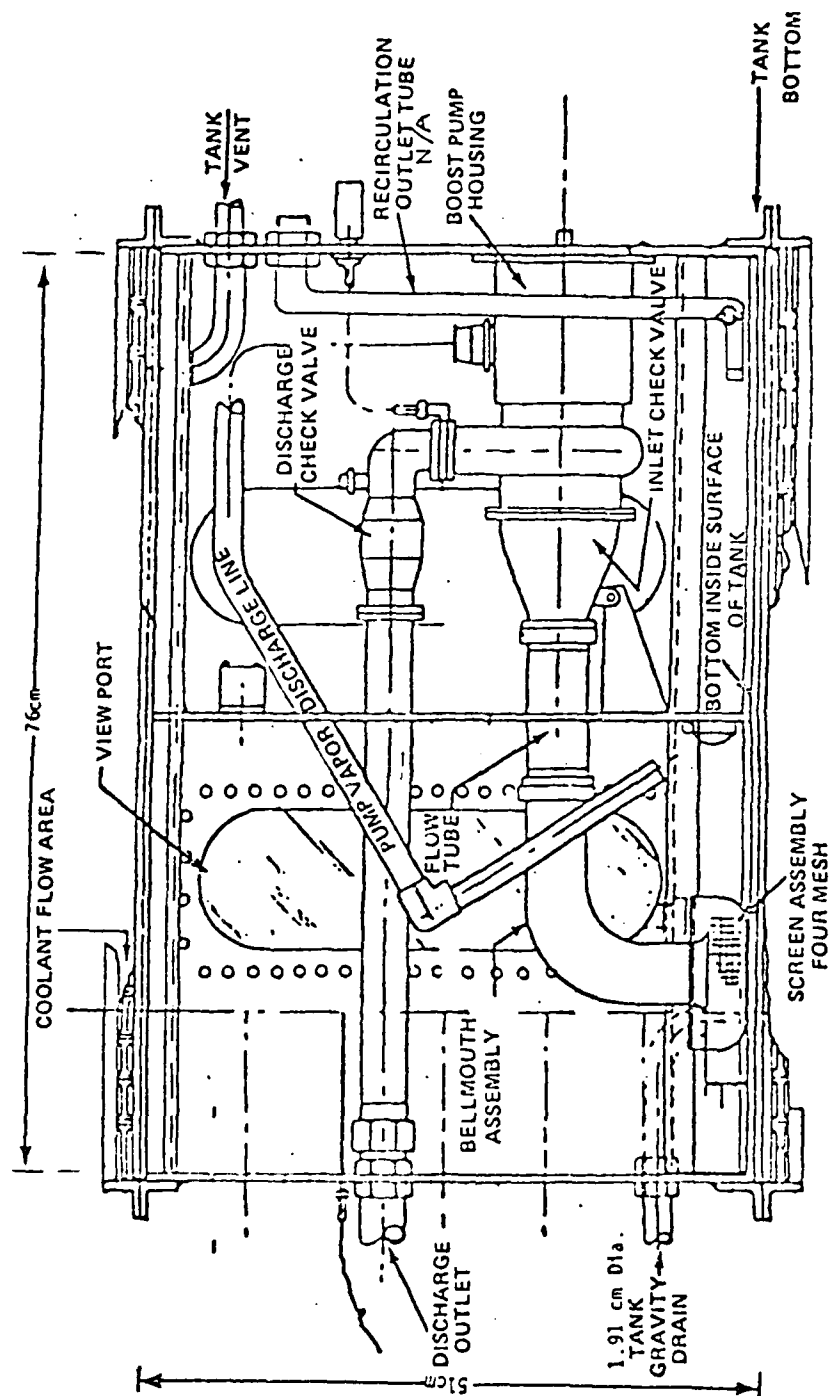 76cm
COOLANT FLOW AREA
VIEW PORT
TANK
VENT
RECIRCULATION
OUTLET TUBE
N/A
BOOST PUMP
HOUSING
DISCHARGE
CHECK VALVE
PUMP VAPOR DISCHARGE LINE
FLOW
TUBE
INLET CHECK VALVE
BOTTOM INSIDE SURFACE
OF TANK
TANK
BOTTOM
BELLMOUTH
ASSEMBLY
SCREEN ASSEMBLY
FOUR MESH
DISCHARGE
OUTLET
1.91 cm Dia.
TANK
GRAVITY
DRAIN
51cm